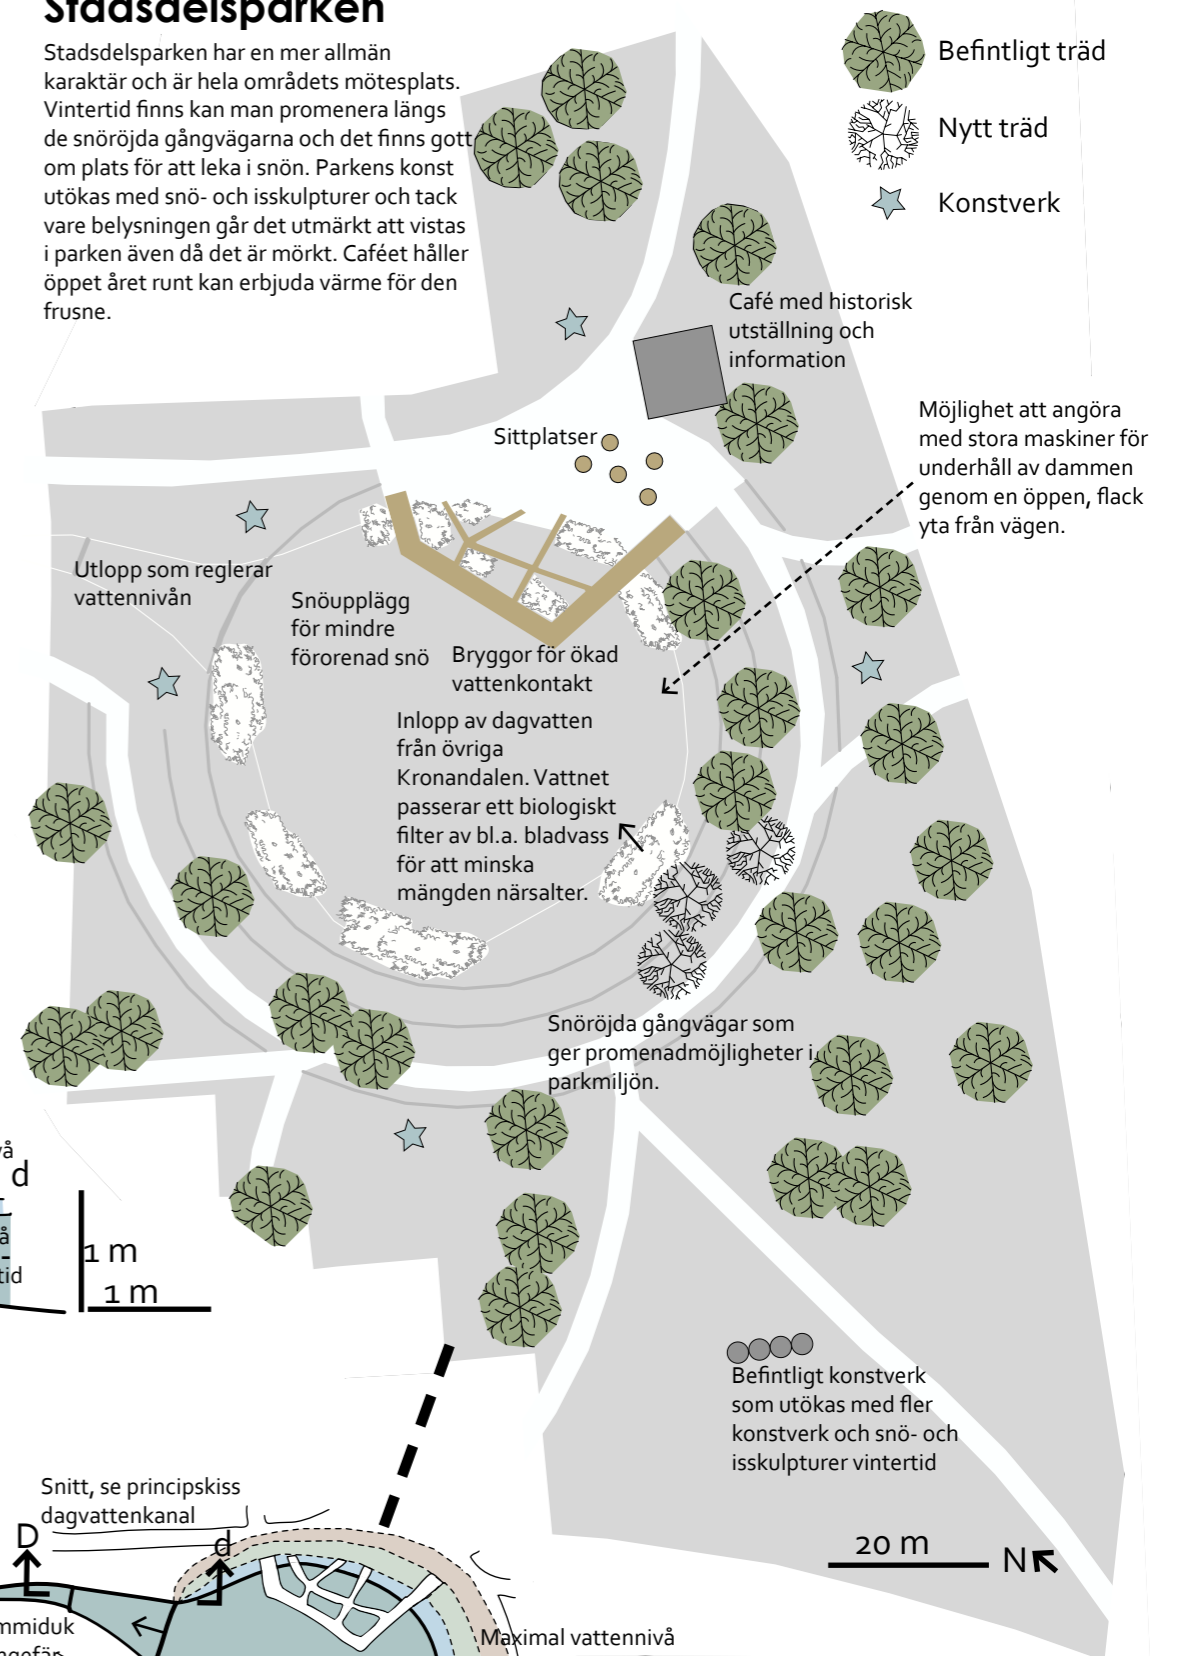 Stadsdelsparken
Stadsdelsparken har en mer allmän
karaktär och är hela områdets mötesplats.
Vintertid finns kan man promenera längs
de snöröjda gångvägarna och det finns gott
om plats för att leka i snön. Parkens konst
utökas med snö- och isskulpturer och tack
vare belysningen går det utmärkt att vistas
i parken även då det är mörkt. Caféet håller
öppet året runt kan erbjuda värme för den
frusne.
Befintligt träd
Nytt träd
Konstverk
Café med historisk
utställning och
information
Möjlighet att angöra
med stora maskiner för
underhåll av dammen
genom en öppen, flack
yta från vägen.
Sittplatser
Utlopp som reglerar
vattennivån
Snöupplägg
för mindre
förorenad snö
Bryggor för ökad
vattenkontakt
Inlopp av dagvatten
från övriga
Kronandalen. Vattnet
passerar ett biologiskt
filter av bl.a. bladvass
för att minska
mängden närsalter.
Snöröjda gångvägar som
ger promenadmöjligheter i
parkmiljön.
d
1 m
1 m
Befintligt konstverk
som utökas med fler
konstverk och snö- och
isskulpturer vintertid
Snitt, se principskiss
dagvattenkanal
D
d
20 m
N
Maximal vattennivå